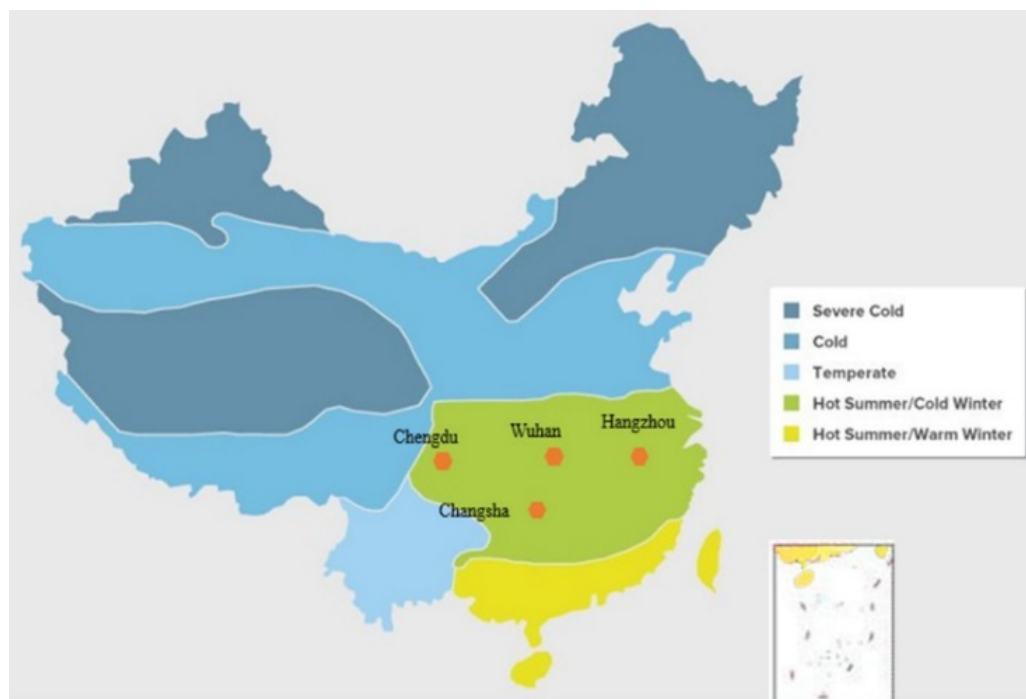 Severe Cold
Cold
Temperate
Hot Summer/Cold Winter
Hot Summer/Warm Winter
Hangzhou
Wuhan
Chengdu
Changsha